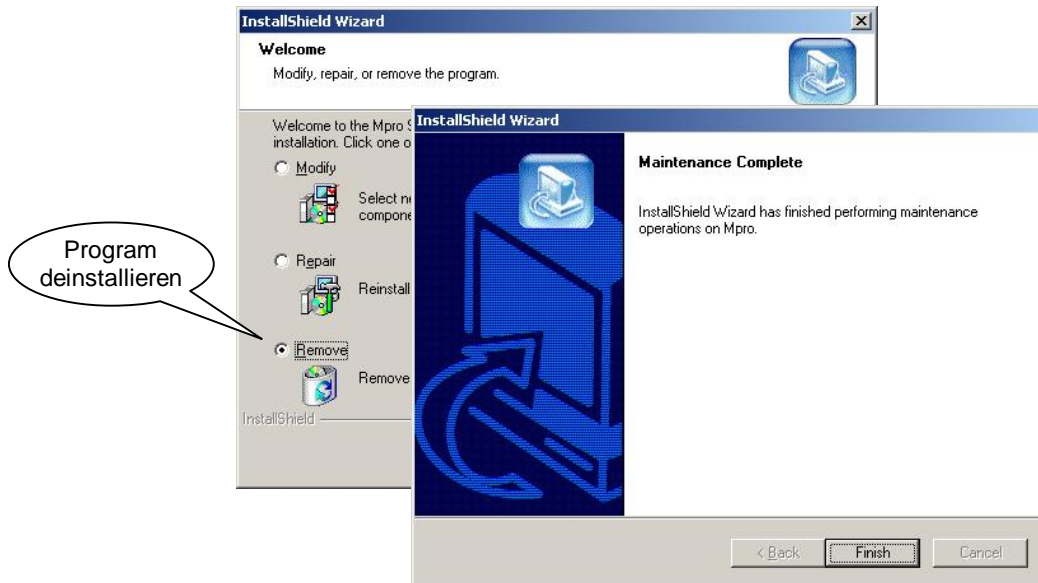 InstallShield Wizard
Welcome
Modify, repair, or remove the program.
Welcome to the Mpro
installation. Click one
Modify
Select
Repair
Reinstall
Remove
Remove
InstallShield
Program
deinstallieren
InstallShield Wizard
Maintenance Complete
InstallShield Wizard has finished performing maintenance
operations on Mpro.
< Back
Finish
Cancel